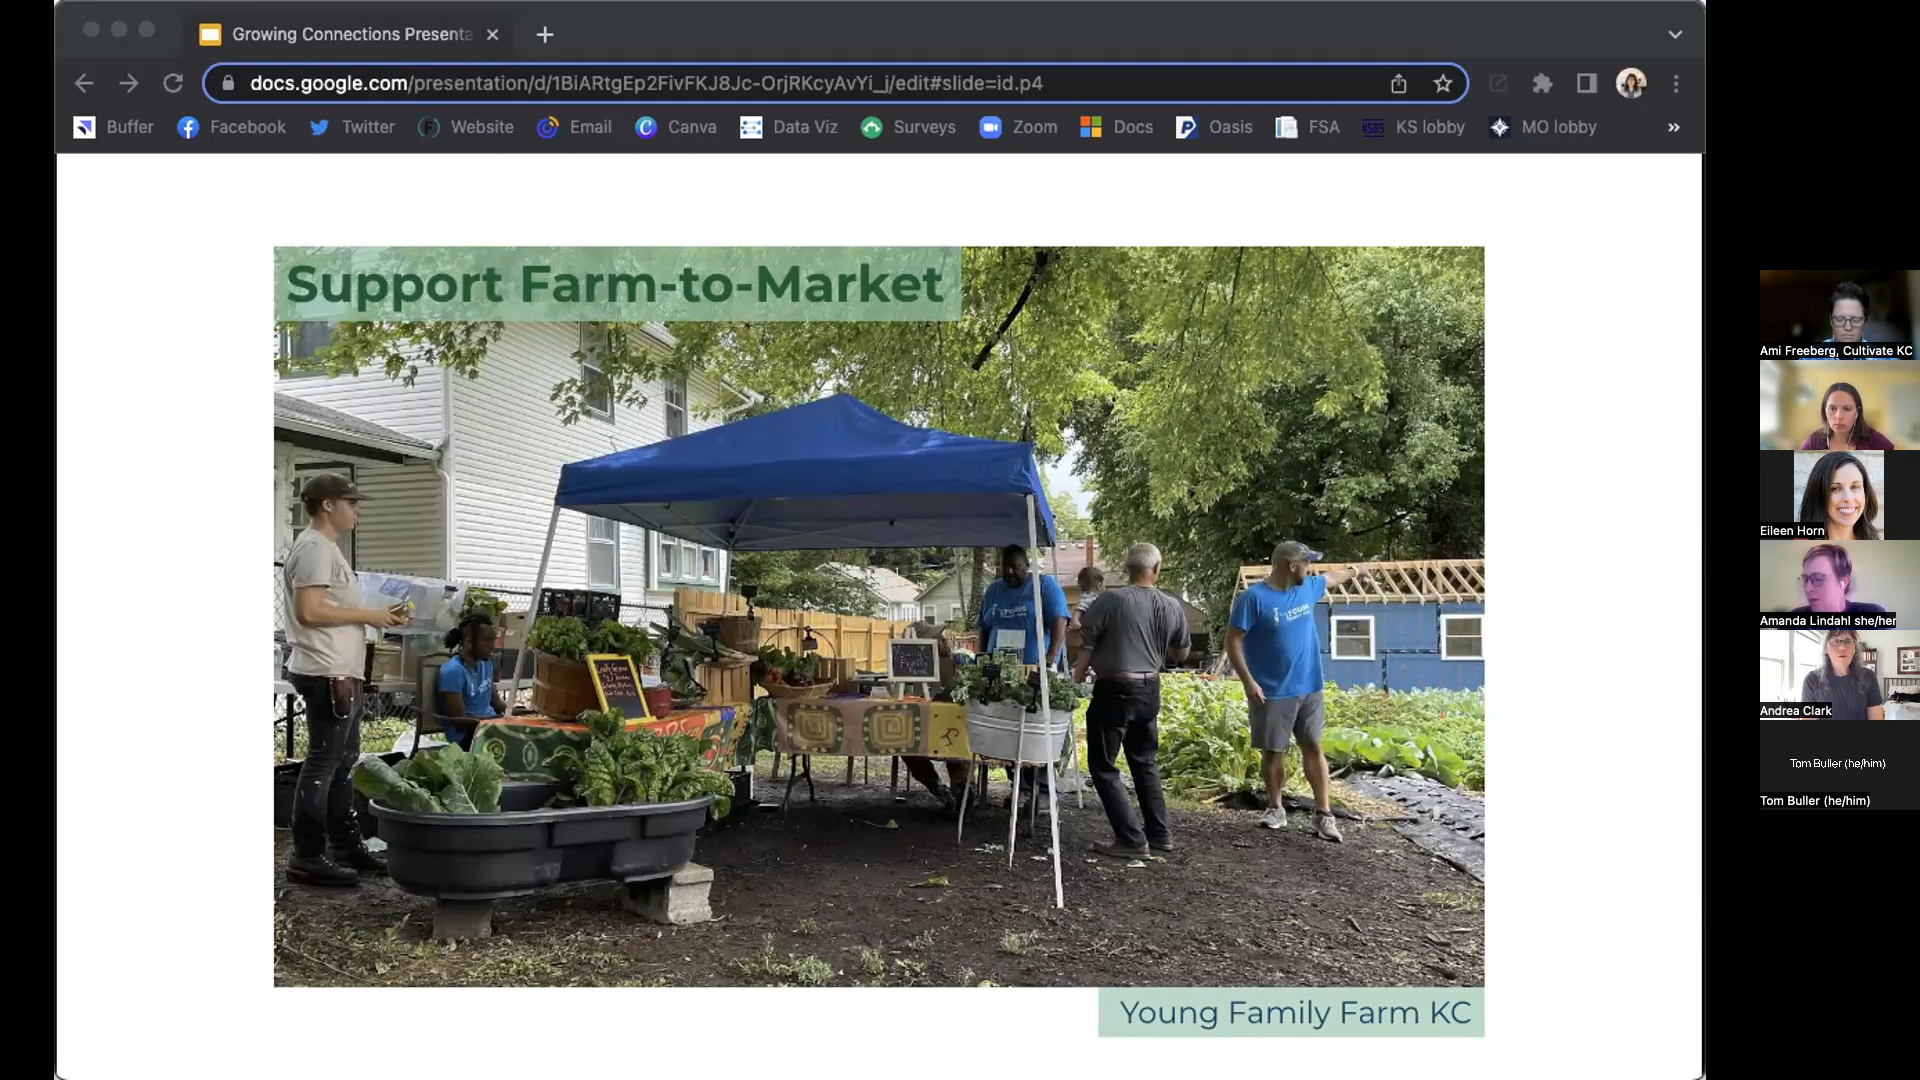 Growing Connections Presenta
docs.google.com/presentation/d/1BiARtgEp2FivFKJ8Jc-OrjRKcyAvYi_j/edit#slide=id.p4
Buffer Facebook Twitter Website Email Canva Data Viz Surveys Zoom Docs Oasis FSA KS lobby MO lobby »
Support Farm-to-Market
Young
Family
Farm
Young Family Farm KC
Ami Freeberg, Cultivate KC
Eileen Horn
Amanda Lindahl she/her
Andrea Clark
Tom Buller (he/him)
Tom Buller (he/him)